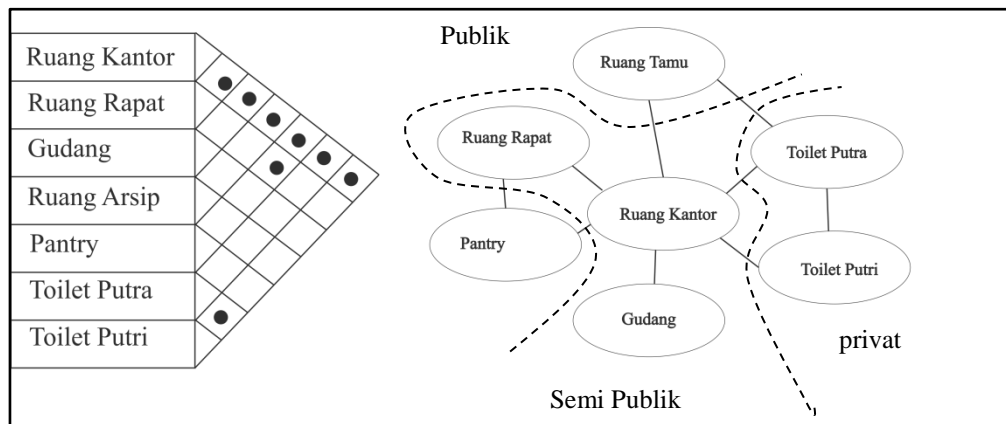 Ruang Kantor
Ruang Rapat
Gudang
Ruang Arsip
Pantry
Toilet Putra
Toilet Putri
Publik
Ruang Tamu
Ruang Rapat
Toilet Putra
Ruang Kantor
Pantry
Toilet Putri
Gudang
privat
Semi Publik